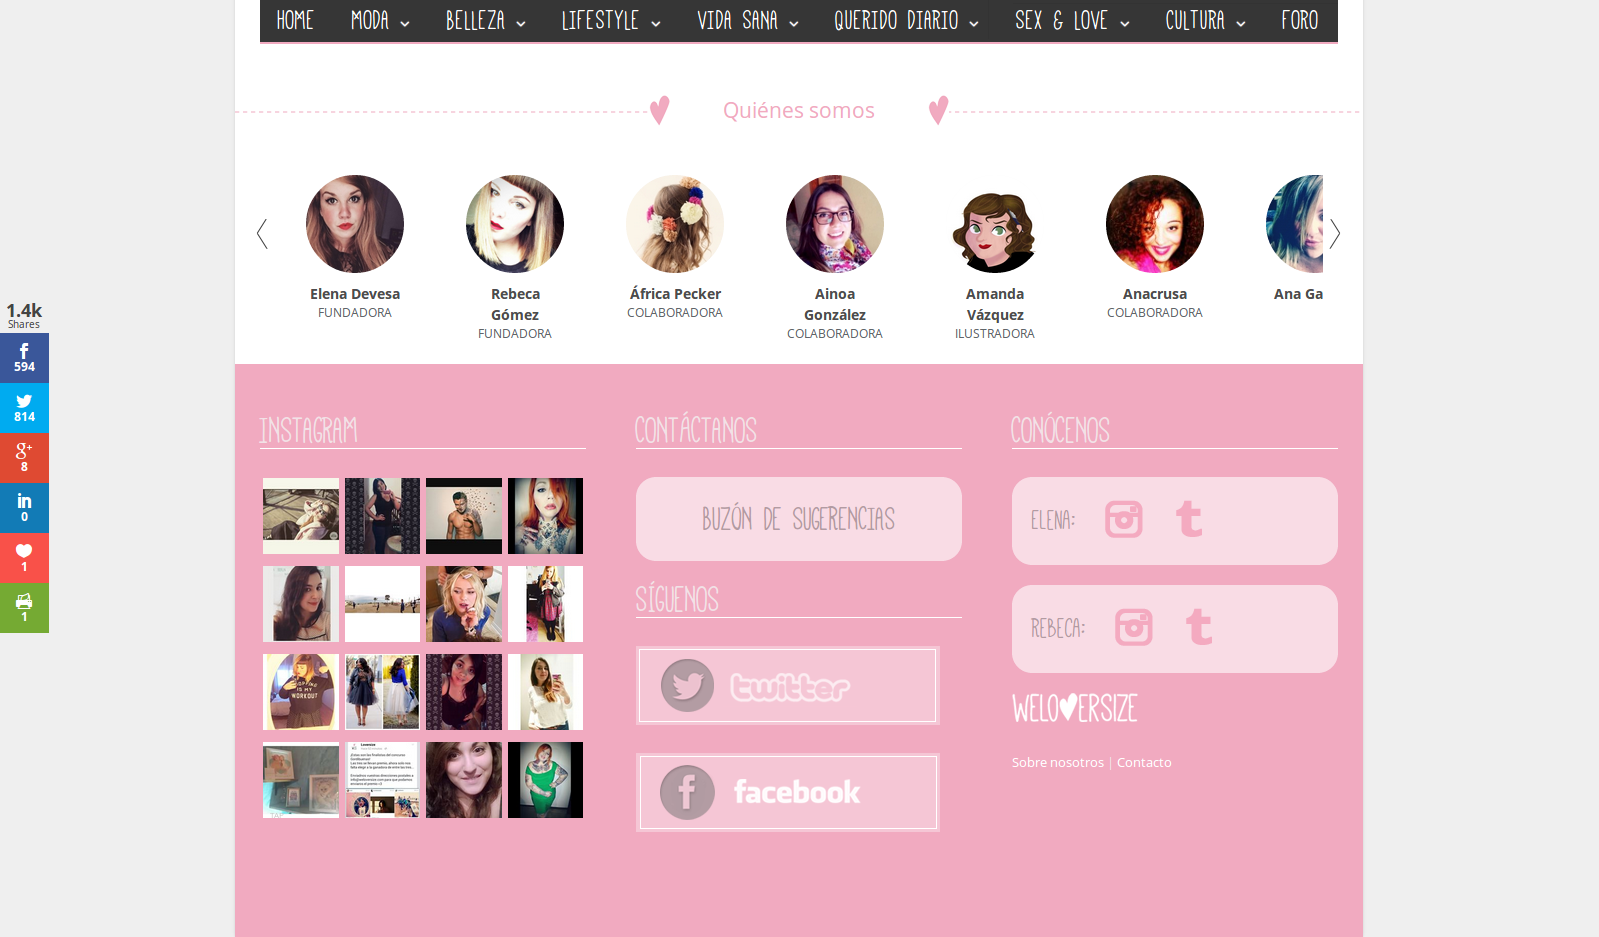 HOME MODA BELLEZA LIFESTYLE VIDA SANA QUERIDO DIARIO SEX & LOVE CULTURA FORO
Quiénes somos
Elena Devesa
FUNDADORA
Rebeca
Gómez
FUNDADORA
África Pecker
COLABORADORA
Ainoa
González
COLABORADORA
Amanda
Vázquez
ILUSTRADORA
Anacrusa
COLABORADORA
Ana Ga
1.4k
Shares
594
814
8
0
1
1
INSTAGRAM
WORKOUT
CONTÁCTANOS
BUZÓN DE SUGERENCIAS
SÍGUENOS
twitter
facebook
CONÓCENOS
ELENA:
REBECA:
WELOVERSIZE
Sobre nosotros | Contacto